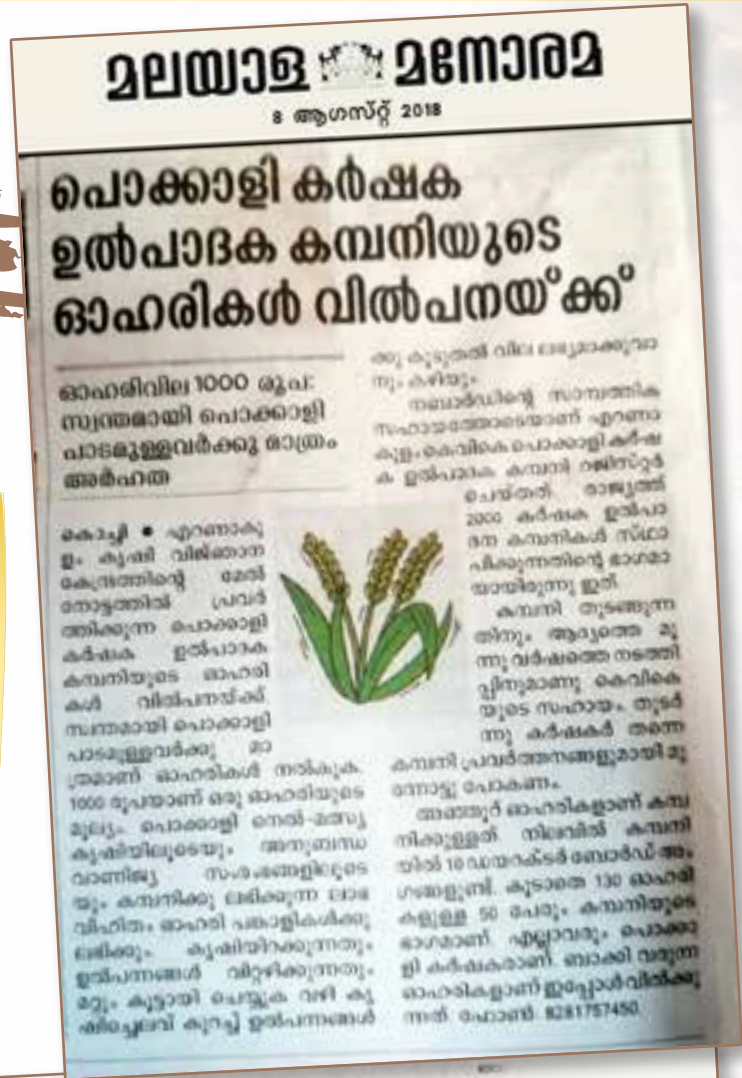 മലയാള മനോരമ
8 ആഗസ്റ്റ് 2018
പൊക്കാളി കർഷക
ഉൽപാദക കമ്പനിയുടെ
ഓഹരികൾ വിൽപനയ്ക്ക്
ഓഹരിവില 1000 രൂപ:
സ്വന്തമായി പൊക്കാളി
പാടമുള്ളവർക്കു മാത്രം
അർഹത
കൊച്ചി ● എറണാകു
ളം കൃഷി വിജ്ഞാന
കേന്ദ്രത്തിന്റെ മേൽ
നോട്ടത്തിൽ പ്രവർ
ത്തിക്കുന്ന പൊക്കാളി
കർഷക ഉൽപാദക
കമ്പനിയുടെ ഓഹരി
കൾ വിൽപനയ്ക്ക്.
സ്വന്തമായി പൊക്കാളി
പാടമുള്ളവർക്കു മാ
ത്രമാണ് ഓഹരികൾ നൽകുക.
1000 രൂപയാണ് ഒരു ഓഹരിയുടെ
മൂല്യം. പൊക്കാളി നെൽ-മത്സ്യ
കൃഷിയിലൂടെയും അനുബന്ധ
വാണിജ്യ സംരംഭങ്ങളിലൂടെ
യും കമ്പനിക്കു ലഭിക്കുന്ന ലാഭ
വിഹിതം ഓഹരി പങ്കാളികൾക്കു
ലഭിക്കും. കൃഷിയിറക്കുന്നതും
ഉൽപന്നങ്ങൾ വിറ്റഴിക്കുന്നതും
മറ്റും കൂട്ടായി ചെയ്യുക വഴി കൃ
ഷിച്ചെലവ് കുറച്ച് ഉൽപന്നങ്ങൾ
ക്കു കൂടുതൽ വില ലഭ്യമാക്കുവാ
നും കഴിയും.
നബാർഡിന്റെ സാമ്പത്തിക
സഹായത്തോടെയാണ് എറണാ
കുളം കെവികെ പൊക്കാളി കർഷ
ക ഉൽപാദക കമ്പനി റജിസ്റ്റർ
ചെയ്തത്. രാജ്യത്ത്
2000 കർഷക ഉൽപാ
ദന കമ്പനികൾ സ്ഥാ
പിക്കുന്നതിന്റെ ഭാഗമാ
യായിരുന്നു ഇത്.
കമ്പനി തുടങ്ങുന്ന
തിനും ആദ്യത്തെ മൂ
ന്നു വർഷത്തെ നടത്തി
പ്പിനുമാണു കെവികെ
യുടെ സഹായം. തുടർ
ന്നു കർഷകർ തന്നെ
കമ്പനി പ്രവർത്തനങ്ങളുമായി മു
ന്നോട്ടു പോകണം.
അഞ്ഞൂറ് ഓഹരികളാണ് കമ്പ
നിക്കുള്ളത്. നിലവിൽ കമ്പനി
യിൽ 10 ഡയറക്ടർ ബോർഡ് അം
ഗങ്ങളുണ്ട്. കൂടാതെ 130 ഓഹരി
കളുള്ള 50 പേരും കമ്പനിയുടെ
ഭാഗമാണ്. എല്ലാവരും പൊക്കാ
ളി കർഷകരാണ്. ബാക്കി വരുന്ന
ഓഹരികളാണ് ഇപ്പോൾ വിൽക്കു
ന്നത്. ഫോൺ: 8281757450.